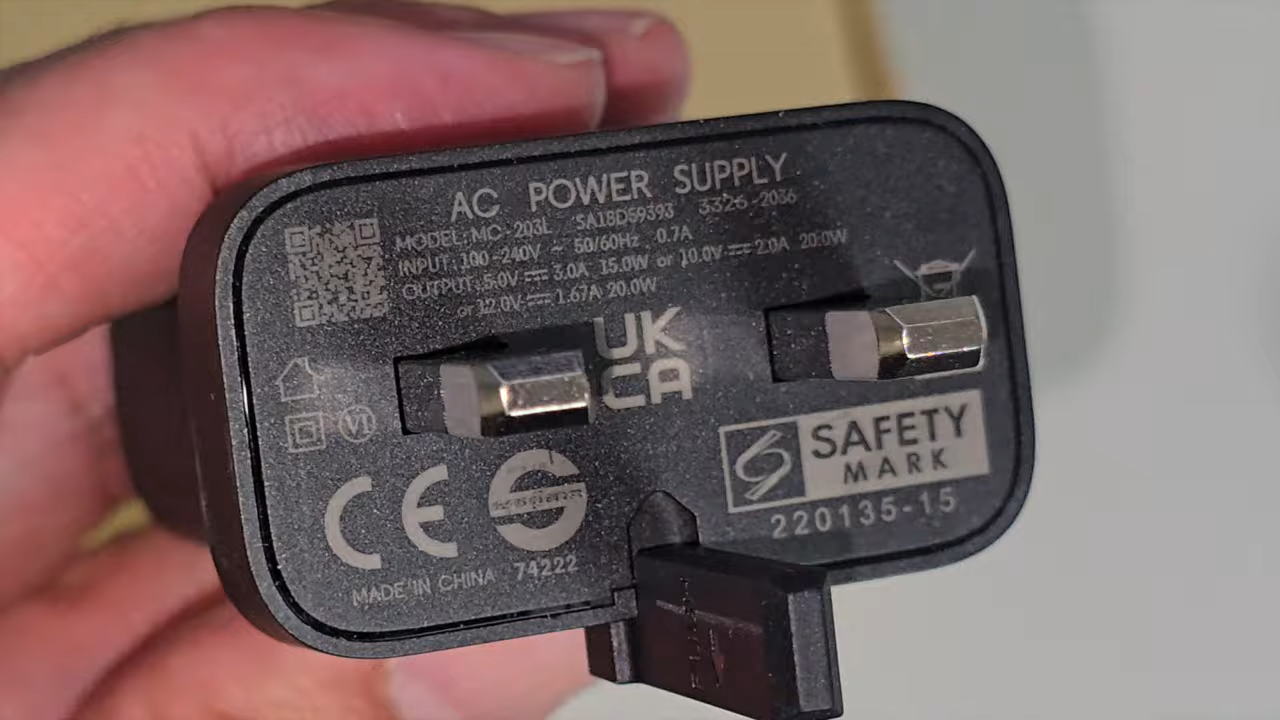 AC POWER SUPPLY
MODEL: MC-203L SA18D59393 3326-2036
INPUT: 100-240V ~ 50/60Hz 0.7A
OUTPUT: 5.0V ⎓ 3.0A 15.0W or 10.0V ⎓ 2.0A 20.0W
or 12.0V ⎓ 1.67A 20.0W
UK
CA
VI
SAFETY
MARK
220135-15
CE
74222
MADE IN CHINA
PUSH